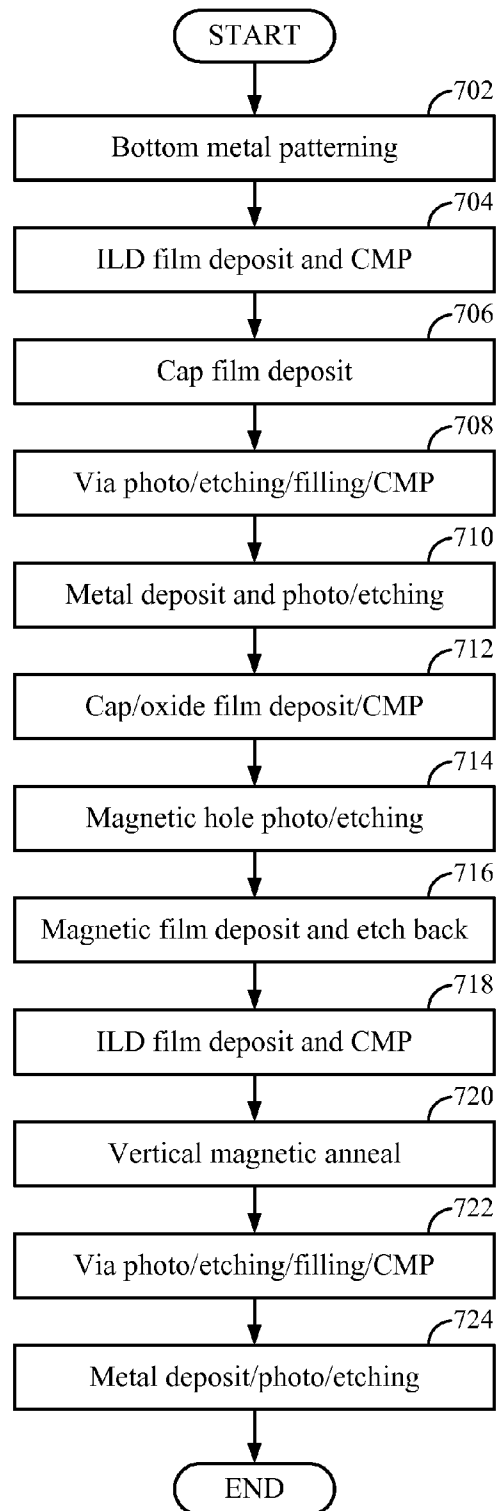 START
702
Bottom metal patterning
704
ILD film deposit and CMP
706
Cap film deposit
708
Via photo/etching/filling/CMP
710
Metal deposit and photo/etching
712
Cap/oxide film deposit/CMP
714
Magnetic hole photo/etching
716
Magnetic film deposit and etch back
718
ILD film deposit and CMP
720
Vertical magnetic anneal
722
Via photo/etching/filling/CMP
724
Metal deposit/photo/etching
END